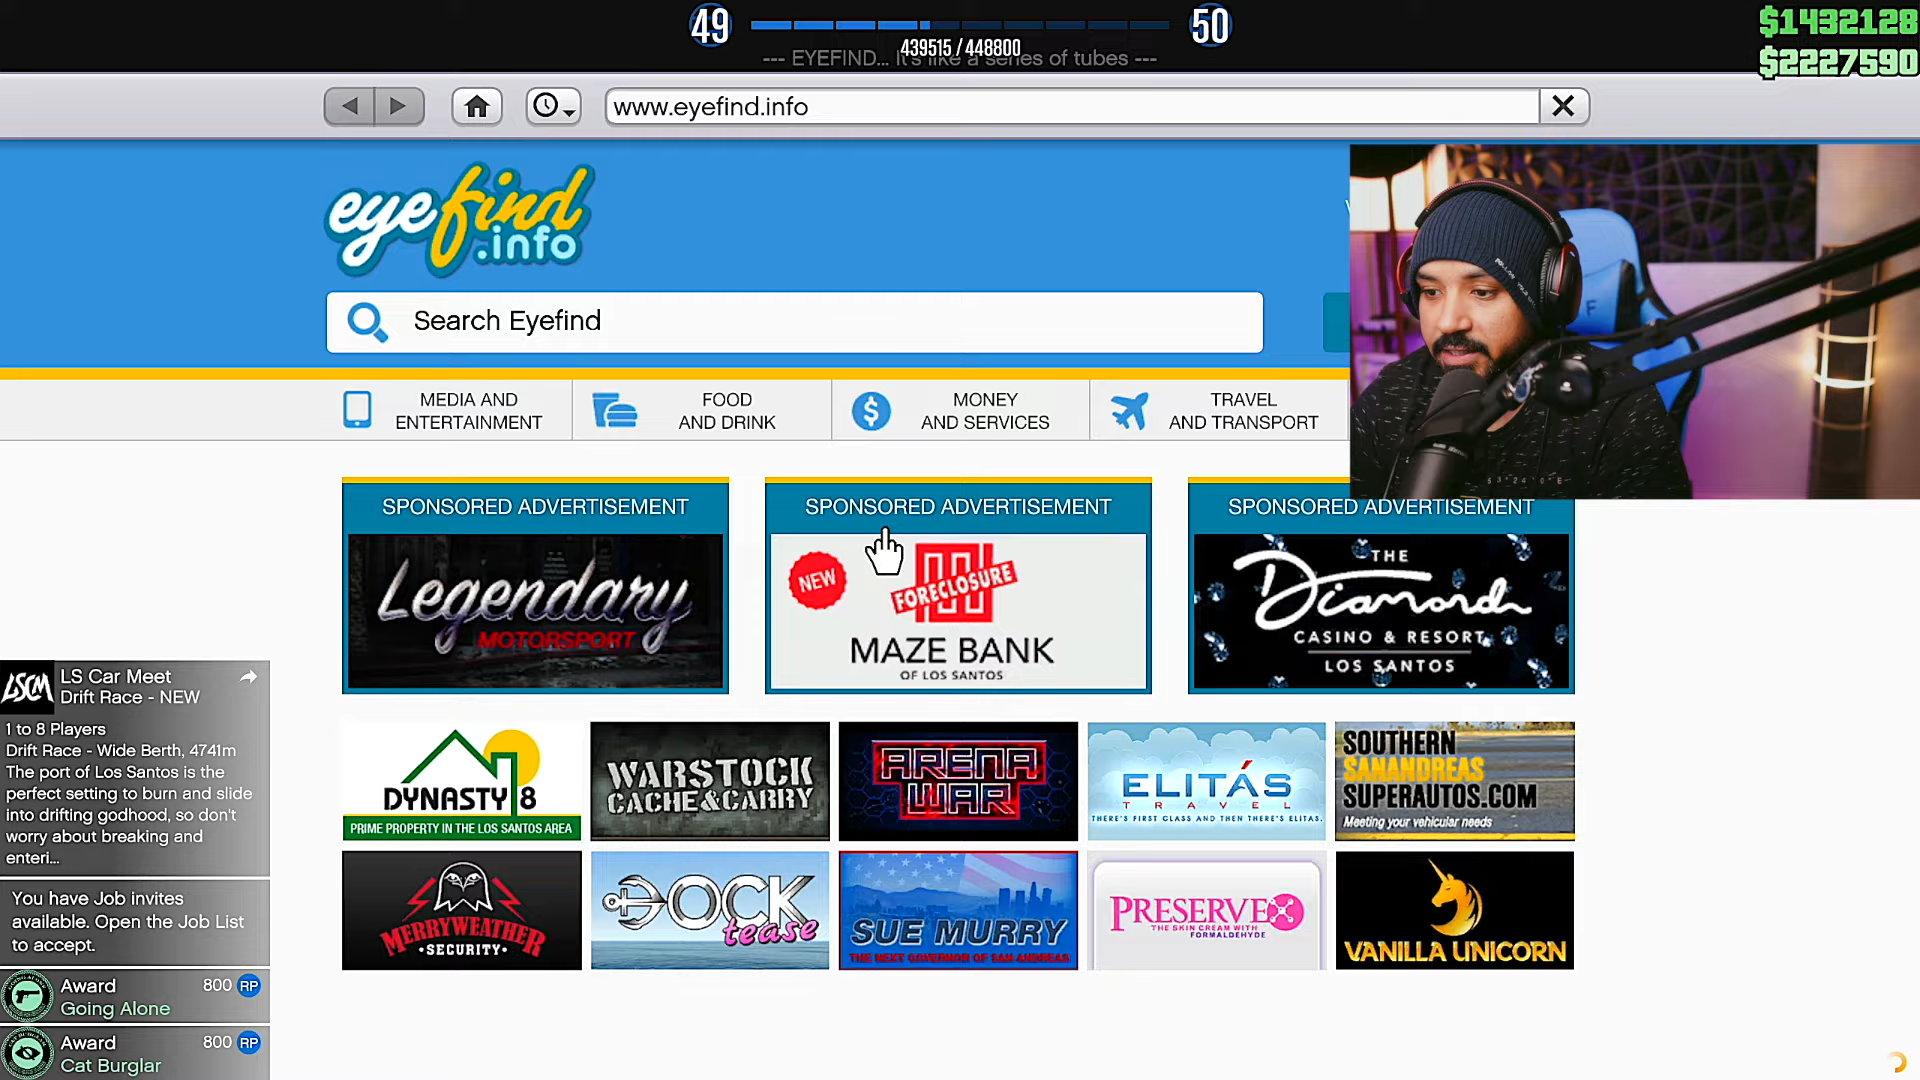 49
50
439515 / 448800
--- EYEFIND... It's like a series of tubes ---
$1432128
$2227590
www.eyefind.info
eyefind
.info
Search Eyefind
MEDIA AND
ENTERTAINMENT
FOOD
AND DRINK
MONEY
AND SERVICES
TRAVEL
AND TRANSPORT
SPONSORED ADVERTISEMENT
Legendary
MOTORSPORT
SPONSORED ADVERTISEMENT
NEW
FORECLOSURE
MAZE BANK
OF LOS SANTOS
SPONSORED ADVERTISEMENT
THE
Diamond
CASINO & RESORT
LOS SANTOS
DYNASTY 8
PRIME PROPERTY IN THE LOS SANTOS AREA
WARSTOCK
CACHE&CARRY
ARENA
WAR
ELITÁS
TRAVEL
THERE'S FIRST CLASS AND THEN THERE'S ELITAS.
SOUTHERN
SANANDREAS
SUPERAUTOS.COM
Meeting your vehicular needs
MERRYWEATHER
SECURITY
DOCK
tease
SUE MURRY
THE NEXT GOVERNOR OF SAN ANDREAS
PRESERVEX
THE SKIN CREAM WITH
FORMALDEHYDE
VANILLA UNICORN
LSCM
LS Car Meet
Drift Race - NEW
1 to 8 Players
Drift Race - Wide Berth, 4741m
The port of Los Santos is the
perfect setting to burn and slide
into drifting godhood, so don't
worry about breaking and
enteri...
You have Job invites
available. Open the Job List
to accept.
Award
800 RP
Going Alone
Award
800 RP
Cat Burglar